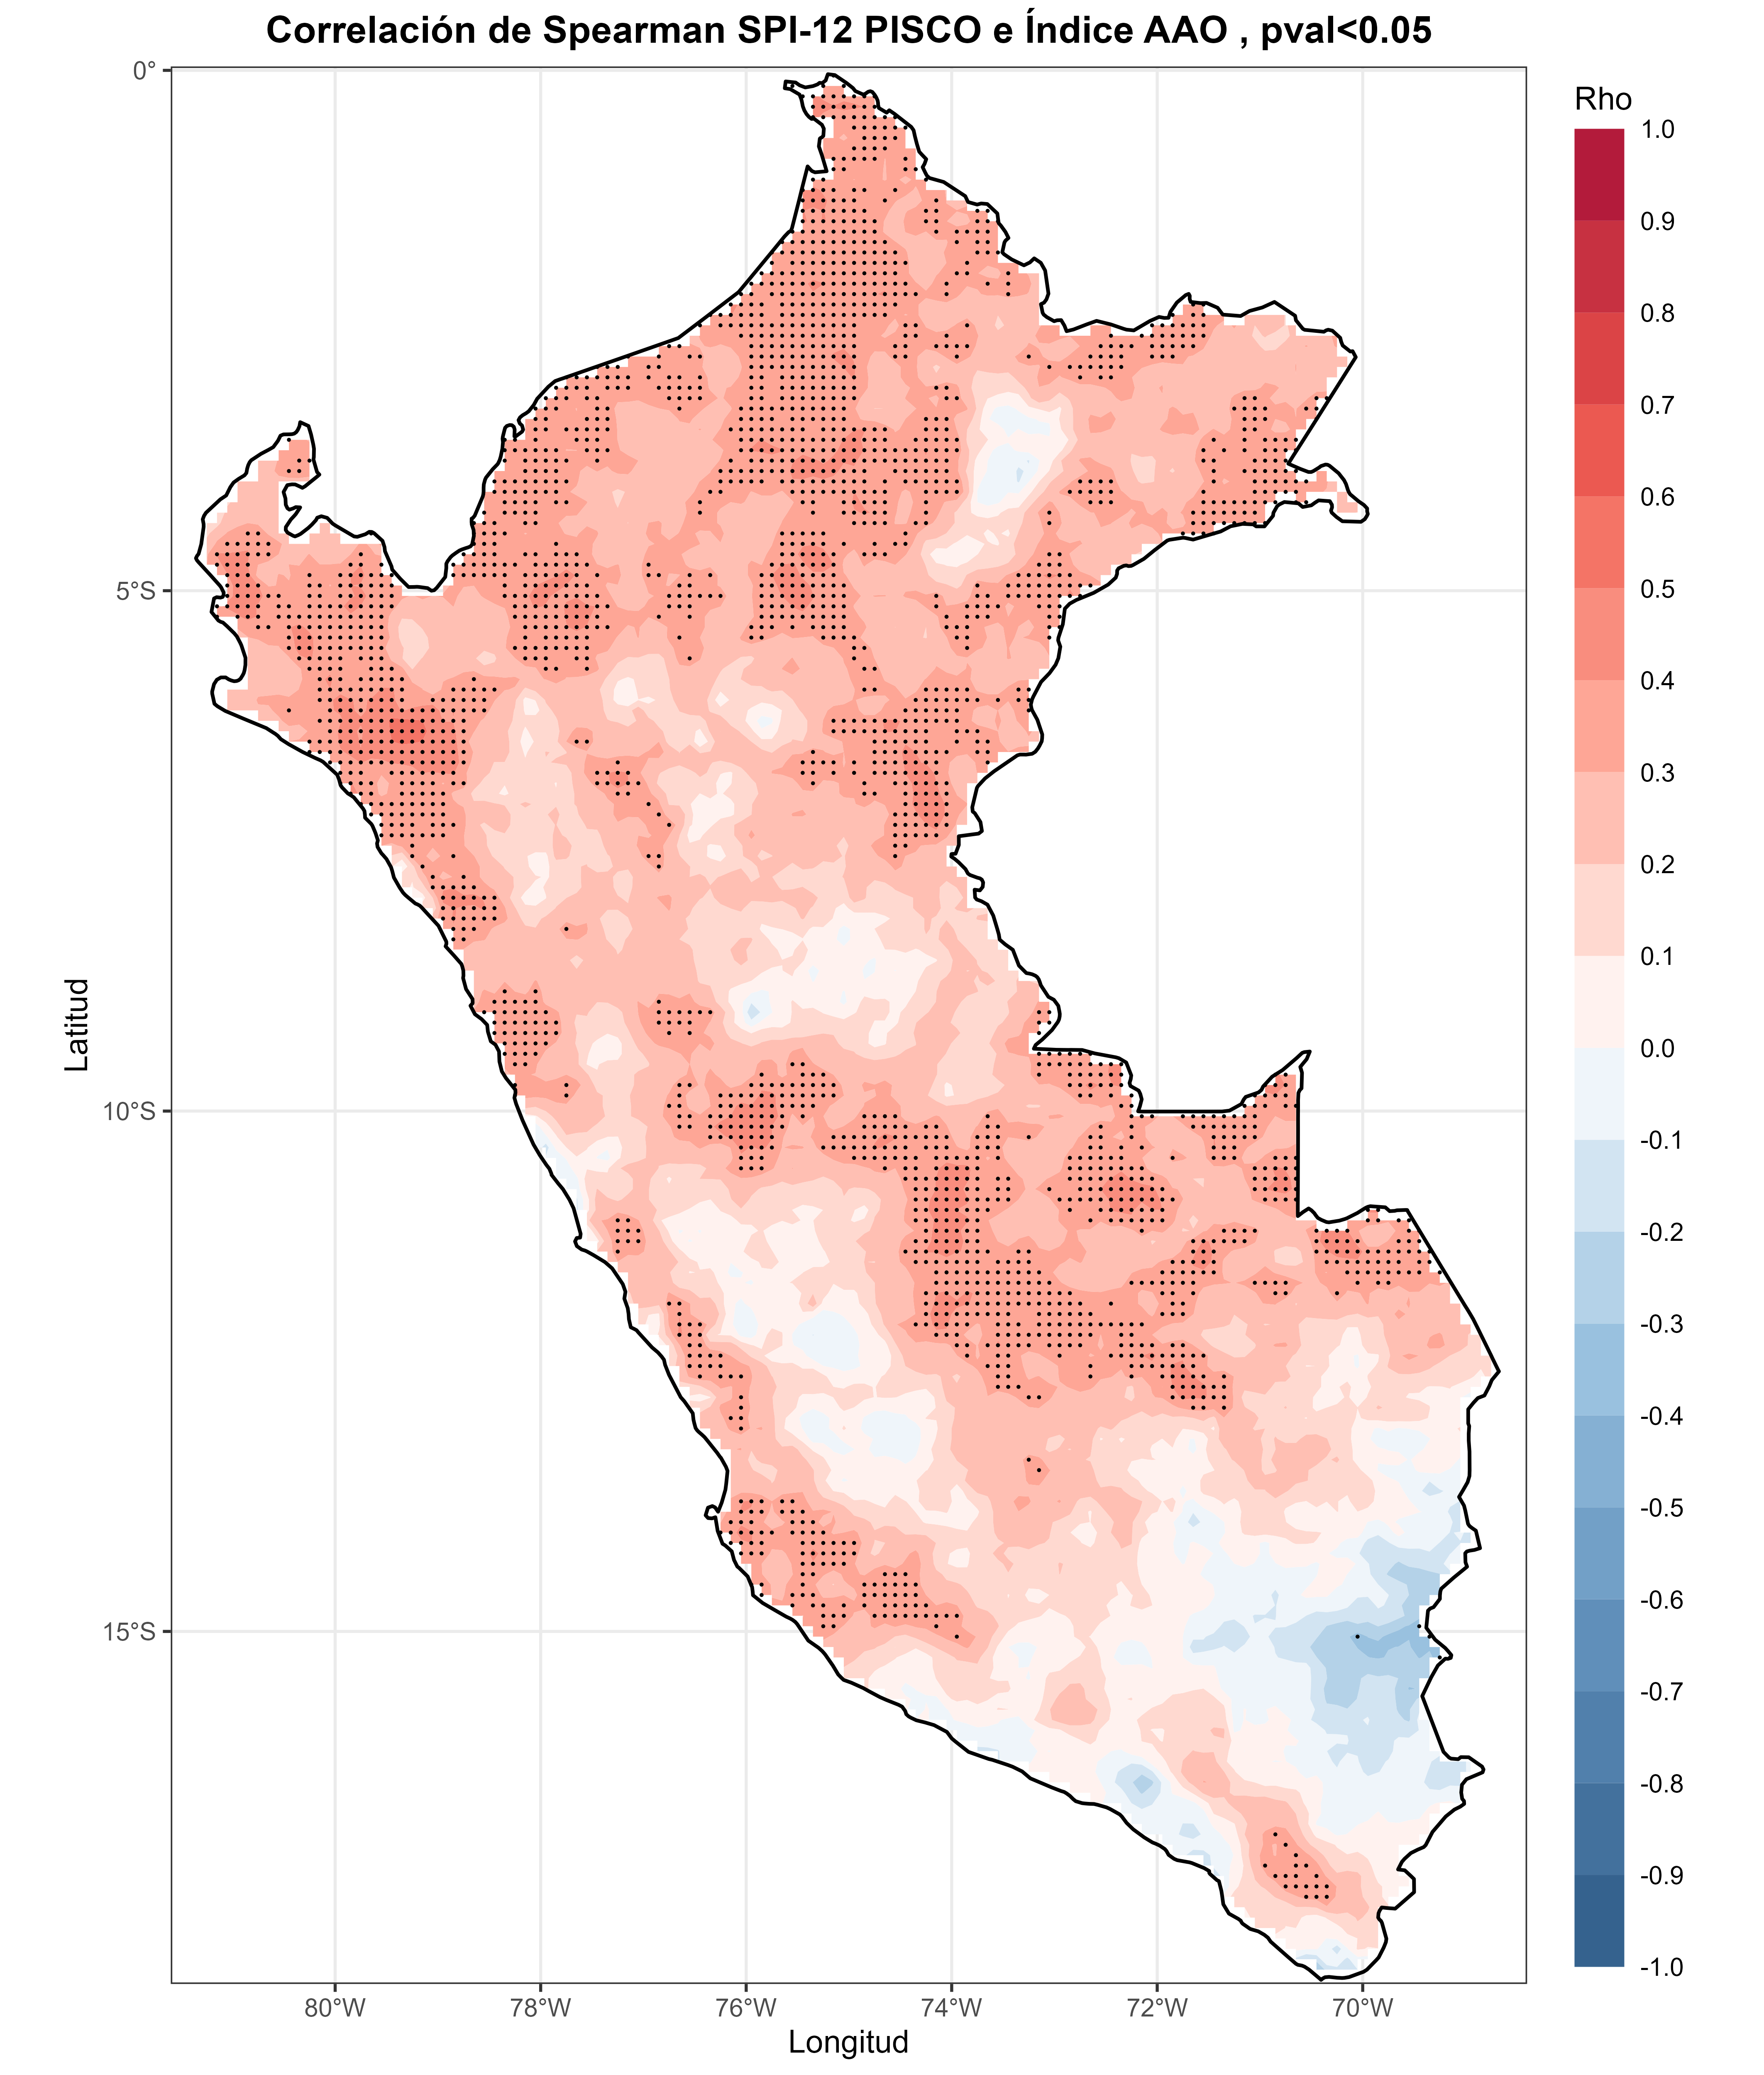 Correlación de Spearman SPI-12 PISCO e Índice AAO , pval<0.05
Rho
1.0
0.9
0.8
0.7
0.6
0.5
0.4
0.3
0.2
0.1
0.0
-0.1
-0.2
-0.3
-0.4
-0.5
-0.6
-0.7
-0.8
-0.9
-1.0
Latitud
0°
5°S
10°S
15°S
80°W
78°W
76°W
74°W
72°W
70°W
Longitud